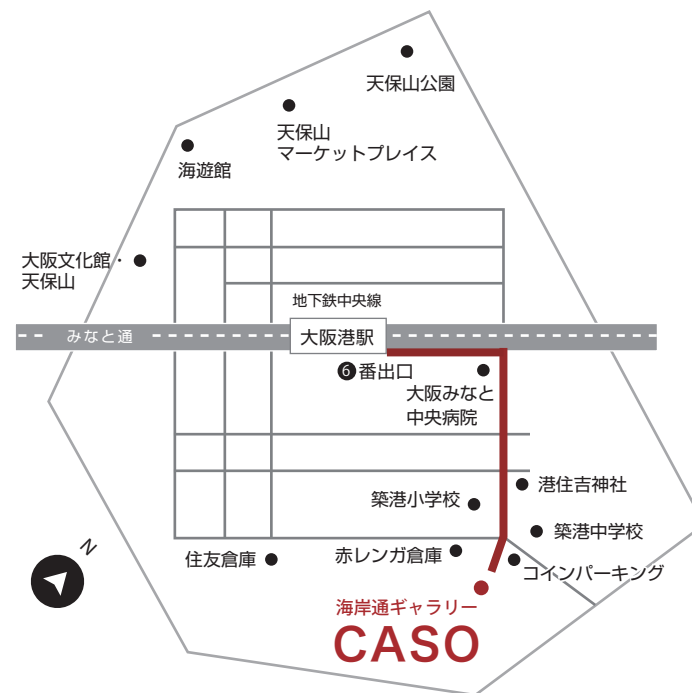 天保山公園
天保山
マーケットプレイス
海遊館
大阪文化館・
天保山
地下鉄中央線
みなと通
大阪港駅
6番出口
大阪みなと
中央病院
港住吉神社
築港小学校
築港中学校
住友倉庫
赤レンガ倉庫
コインパーキング
N
海岸通ギャラリー
CASO